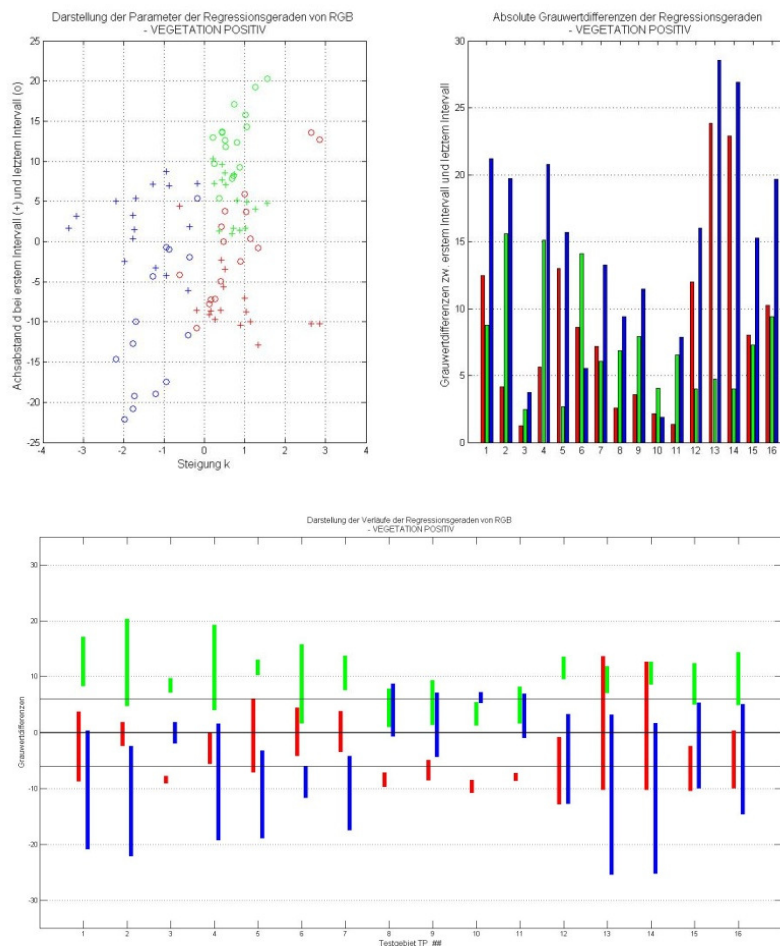 Darstellung der Parameter der Regressionsgeraden von RGB
- VEGETATION POSITIV
Achsabstand d bei erstem Intervall (+) und letztem Intervall (o)
25
20
15
10
5
0
-5
-10
-15
-20
-25
-4 -3 -2 -1 0 1 2 3 4
Steigung k
Absolute Grauwertdifferenzen der Regressionsgeraden
- VEGETATION POSITIV
Grauwertdifferenzen zw. erstem Intervall und letztem Intervall
30
25
20
15
10
5
0
1 2 3 4 5 6 7 8 9 10 11 12 13 14 15 16
Darstellung der Verläufe der Regressionsgeraden von RGB
- VEGETATION POSITIV
Grauwertdifferenzen
30
20
10
0
-10
-20
-30
1 2 3 4 5 6 7 8 9 10 11 12 13 14 15 16
Testgebiet TP_##